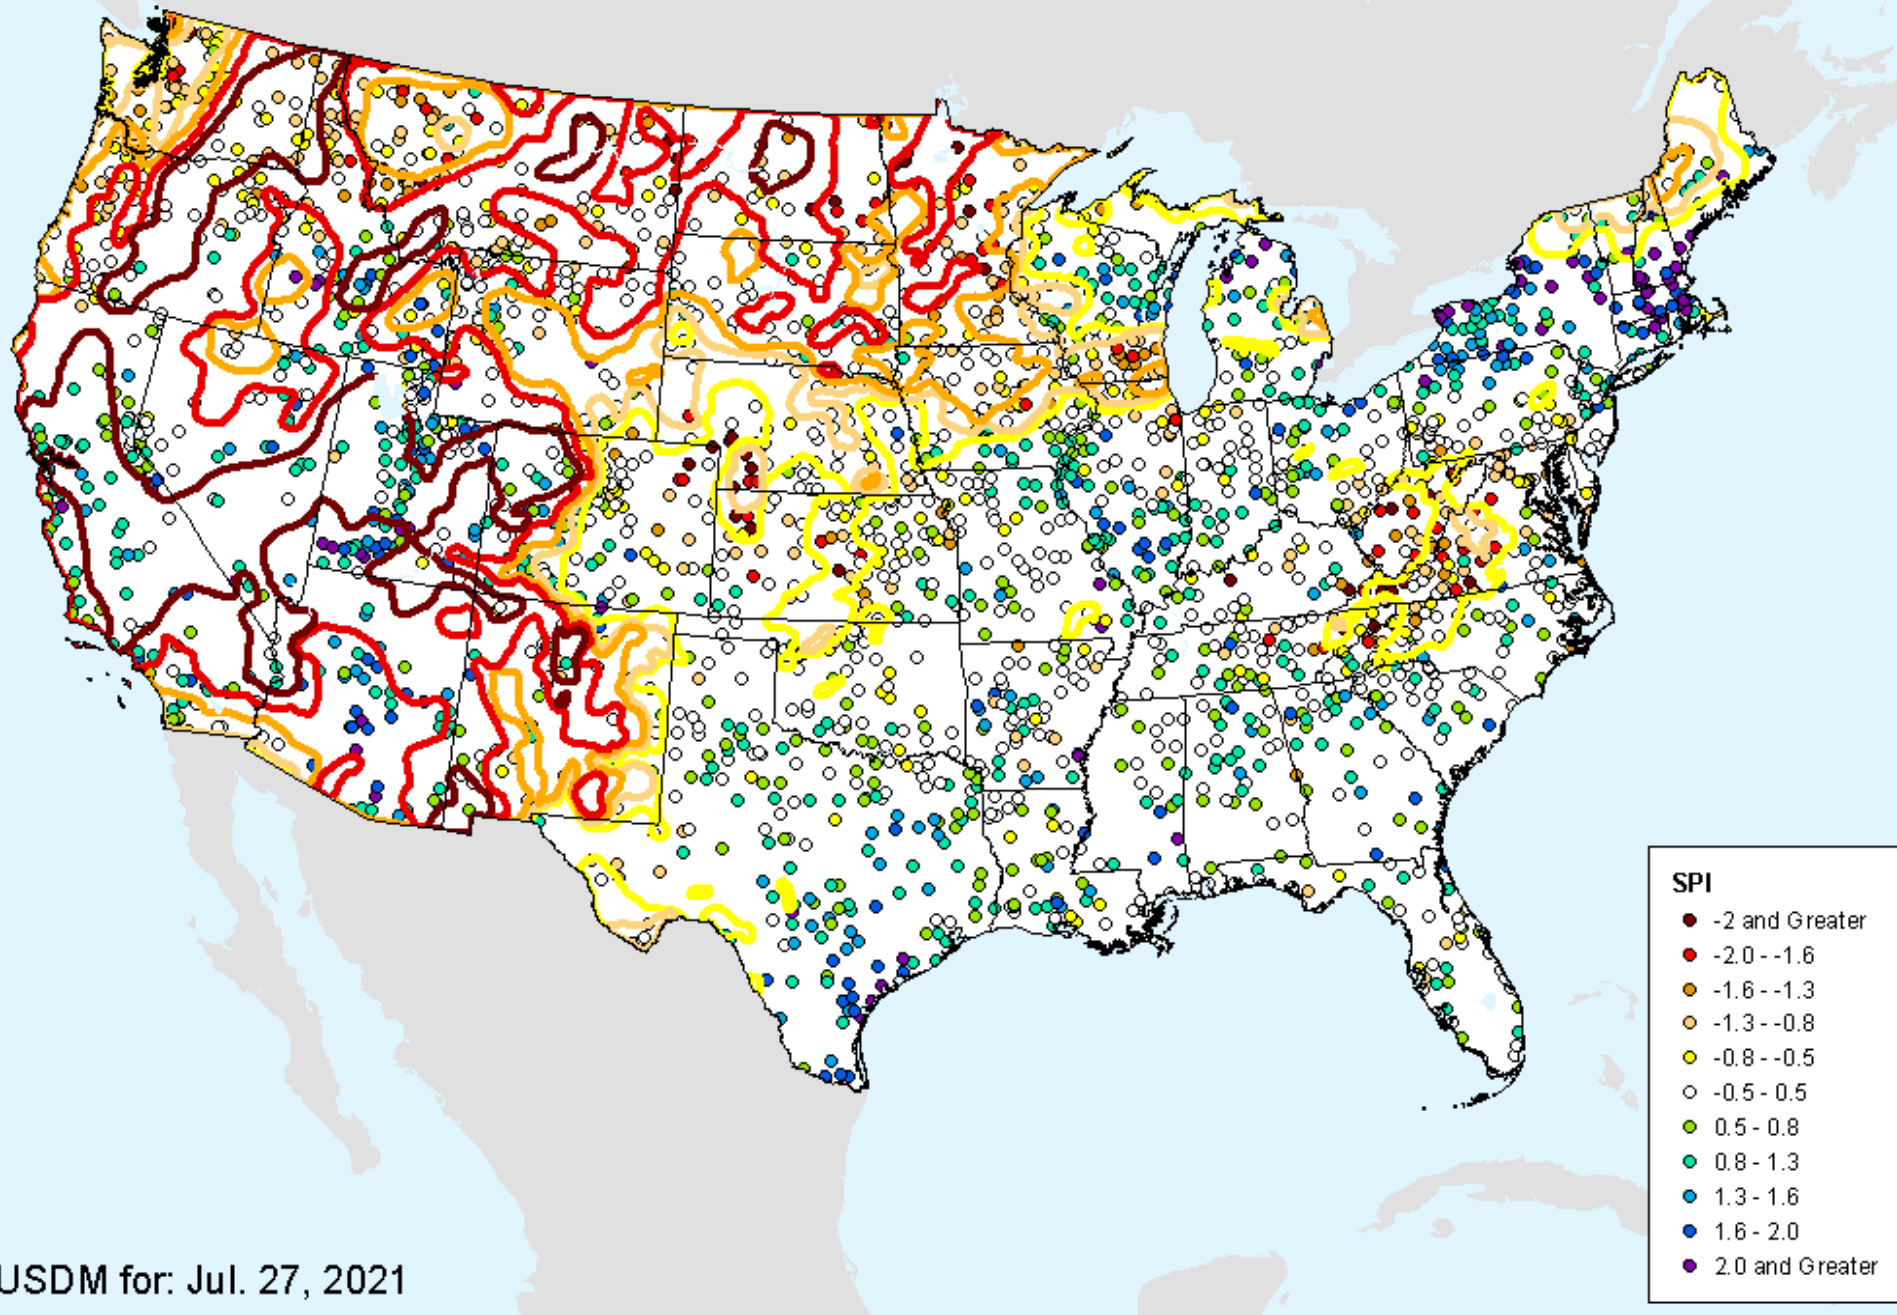 SPI
-2 and Greater
-2.0 - -1.6
-1.6 - -1.3
-1.3 - -0.8
-0.8 - -0.5
-0.5 - 0.5
0.5 - 0.8
0.8 - 1.3
1.3 - 1.6
1.6 - 2.0
2.0 and Greater
USDM for: Jul. 27, 2021